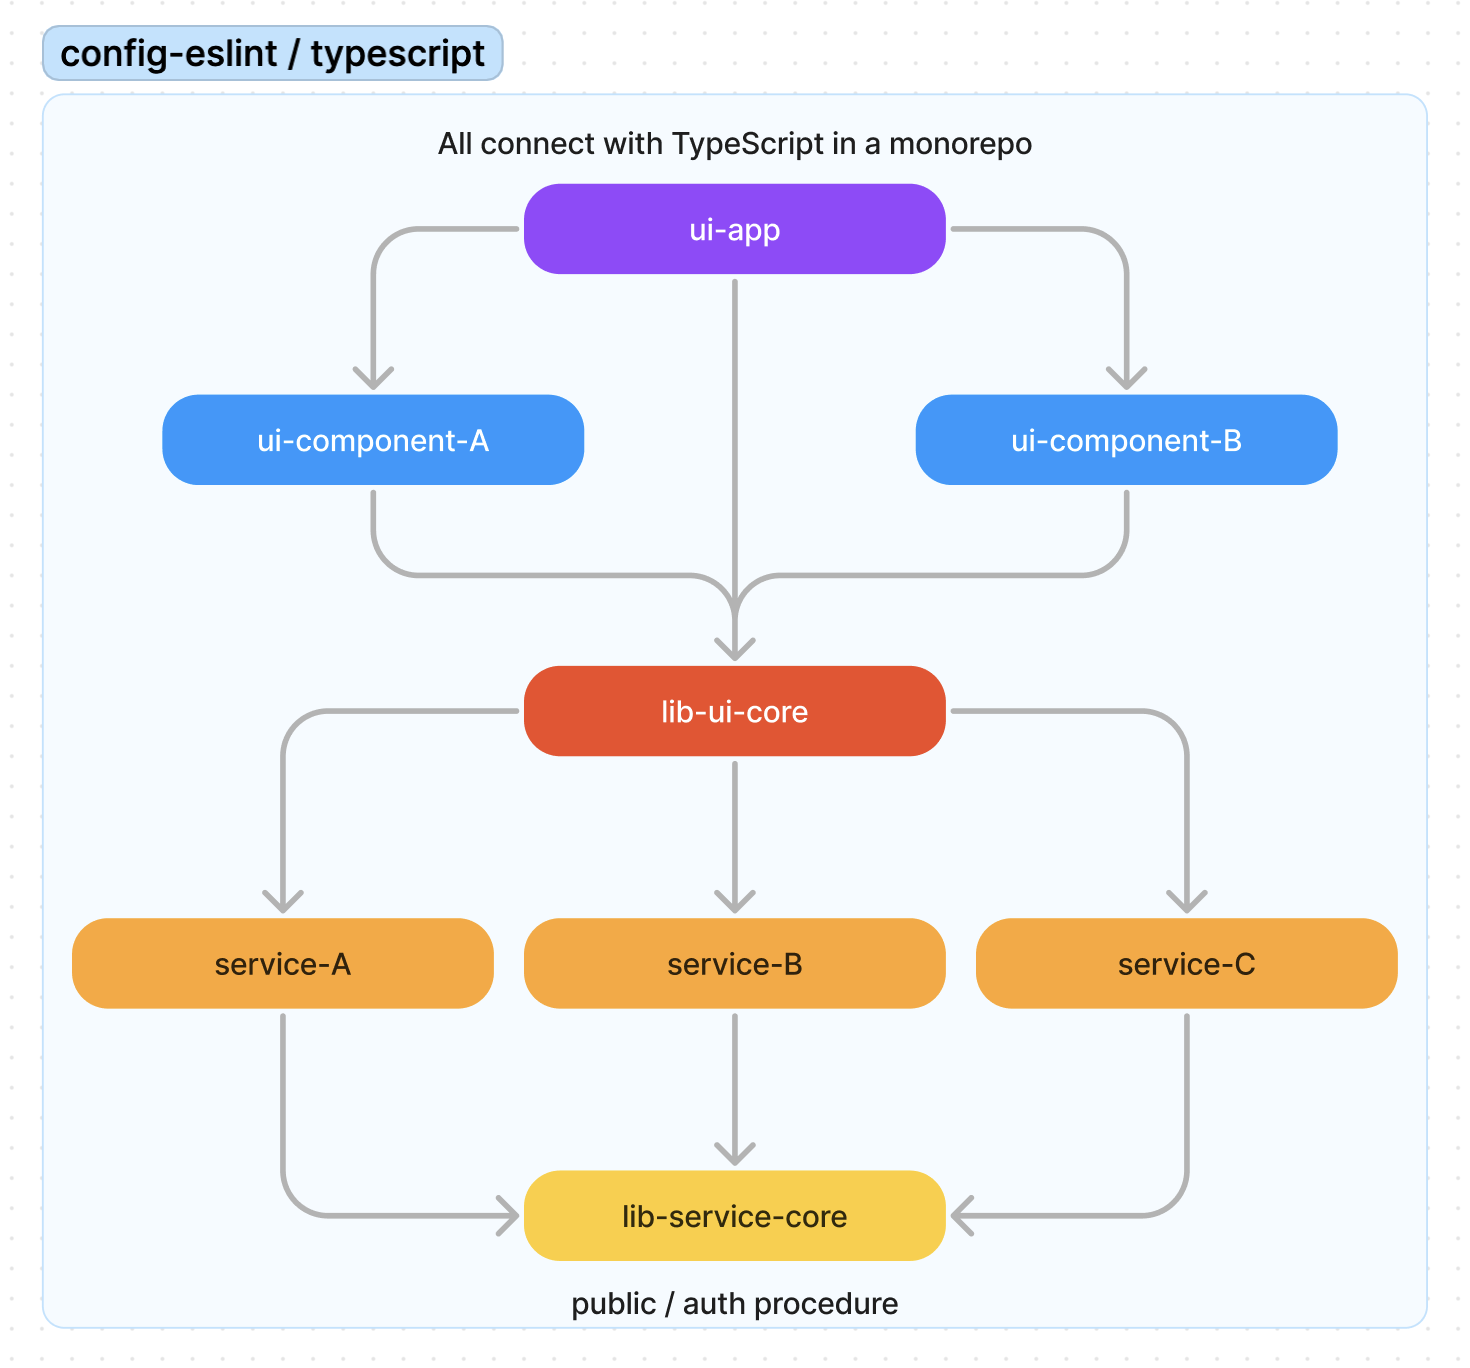 config-eslint / typescript
All connect with TypeScript in a monorepo
ui-app
ui-component-A
ui-component-B
lib-ui-core
service-A
service-B
service-C
lib-service-core
public / auth procedure